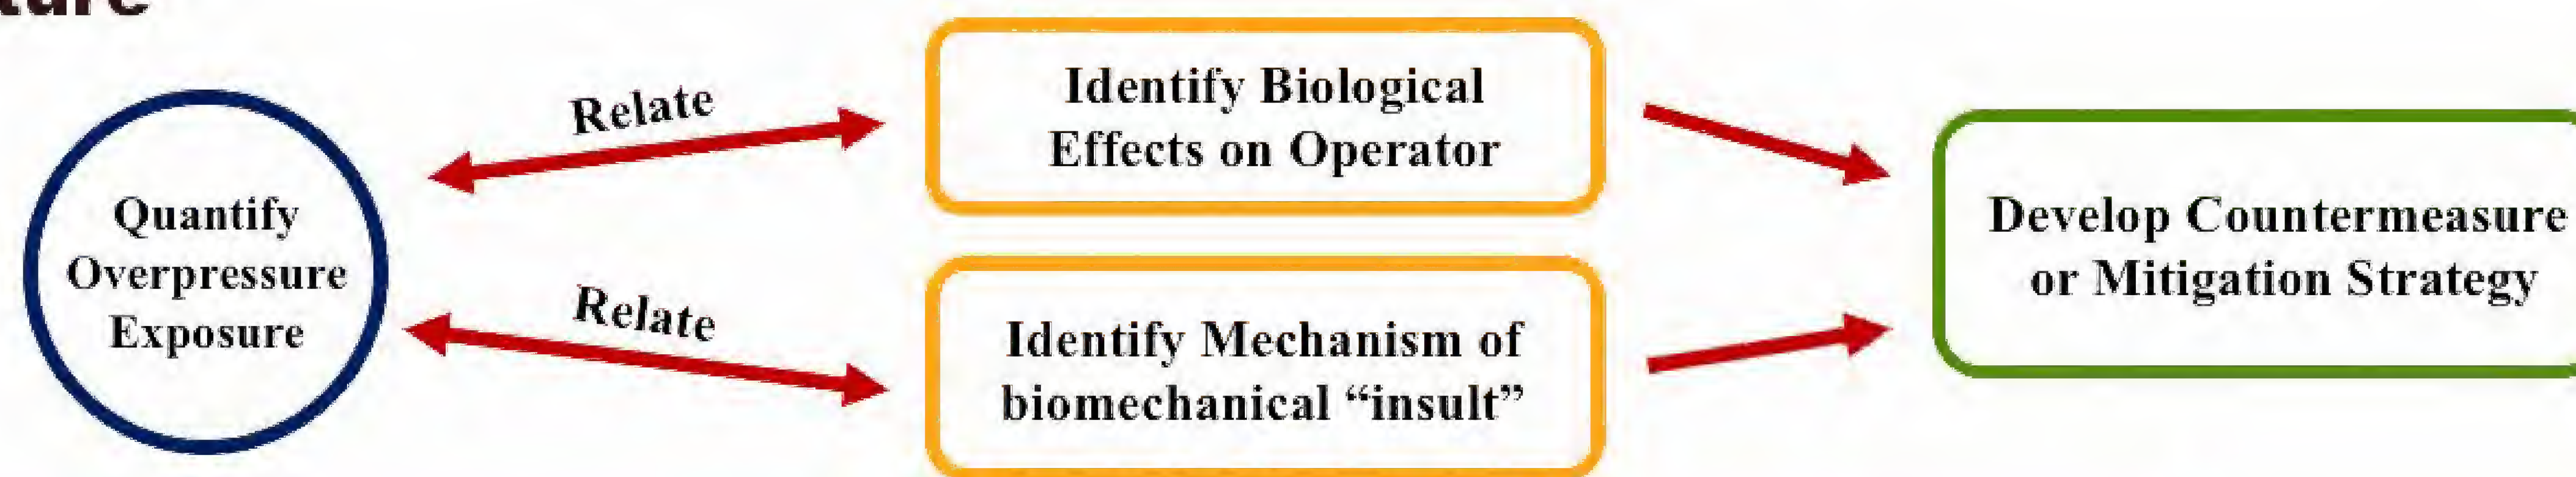 Relate
Quantify
Overpressure
Exposure
Relate
Identify Biological
Effects on Operator
Identify Mechanism of
biomechanical “insult”
Develop Countermeasure
or Mitigation Strategy